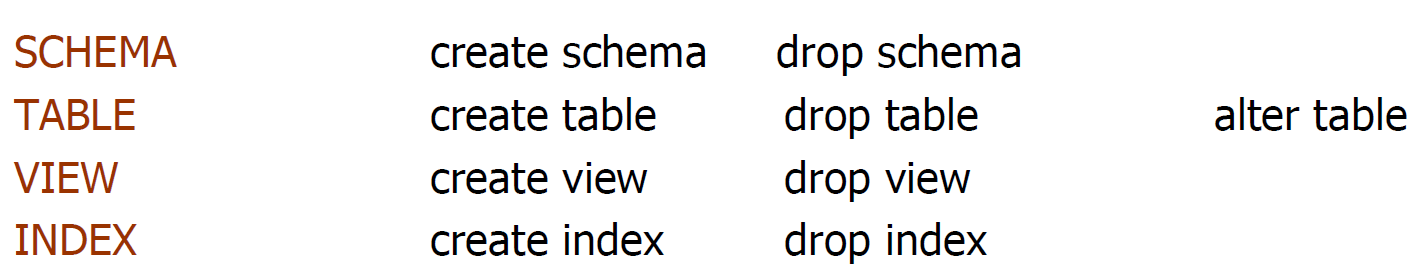 SCHEMA create schema drop schema
TABLE create table drop table alter table
VIEW create view drop view
INDEX create index drop index